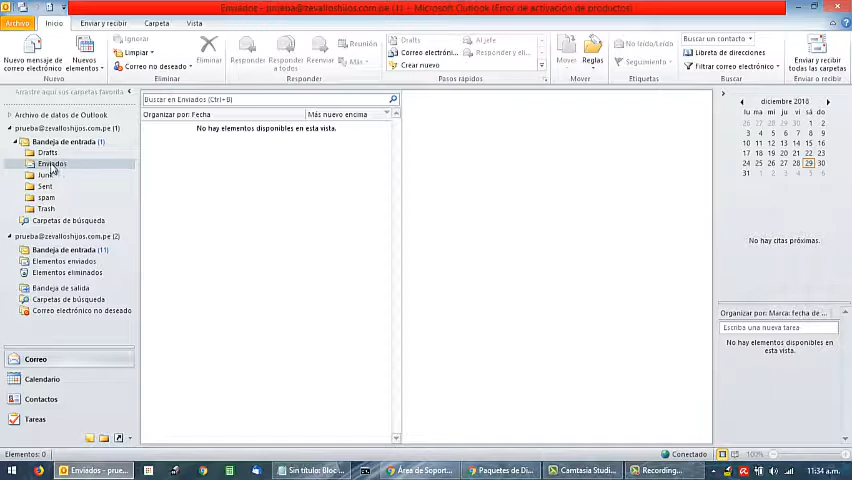 Enviados - prueba@zevalloshijos.com.pe (1) - Microsoft Outlook (Error de activación de productos)
Archivo Inicio Enviar y recibir Carpeta Vista
Nuevo mensaje de correo electrónico
Nuevos elementos
Nuevo
Ignorar
Limpiar
Correo no deseado
Eliminar
Eliminar
Responder
Responder a todos
Reenviar
Reunión
Más
Responder
Drafts
Correo electróni...
Crear nuevo
Al jefe
Responder y eli...
Pasos rápidos
Mover
Reglas
Mover
No leído/Leído
Seguimiento
Etiquetas
Buscar un contacto
Libreta de direcciones
Filtrar correo electrónico
Buscar
Enviar y recibir todas las carpetas
Enviar o recibir
Arrastre aquí sus carpetas favorita
Archivo de datos de Outlook
prueba@zevalloshijos.com.pe (1)
Bandeja de entrada (1)
Drafts
Enviados
Junk
Sent
spam
Trash
Carpetas de búsqueda
prueba@zevalloshijos.com.pe (2)
Bandeja de entrada (11)
Elementos enviados
Elementos eliminados
Bandeja de salida
Carpetas de búsqueda
Correo electrónico no deseado
Correo
Calendario
Contactos
Tareas
Buscar en Enviados (Ctrl+B)
Organizar por: Fecha Más nuevo encima
No hay elementos disponibles en esta vista.
diciembre 2018
lu ma mi ju vi sá do
26 27 28 29 30 1 2
3 4 5 6 7 8 9
10 11 12 13 14 15 16
17 18 19 20 21 22 23
24 25 26 27 28 29 30
31 1 2 3 4 5 6
No hay citas próximas.
Organizar por: Marca: fecha de ...
Escriba una nueva tarea
No hay elementos disponibles en esta vista.
Elementos: 0 Conectado 100%
Enviados - prue... Sin título: Bloc ... Área de Soport... Paquetes de Di... Camtasia Studi... Recording... 11:34 a.m.